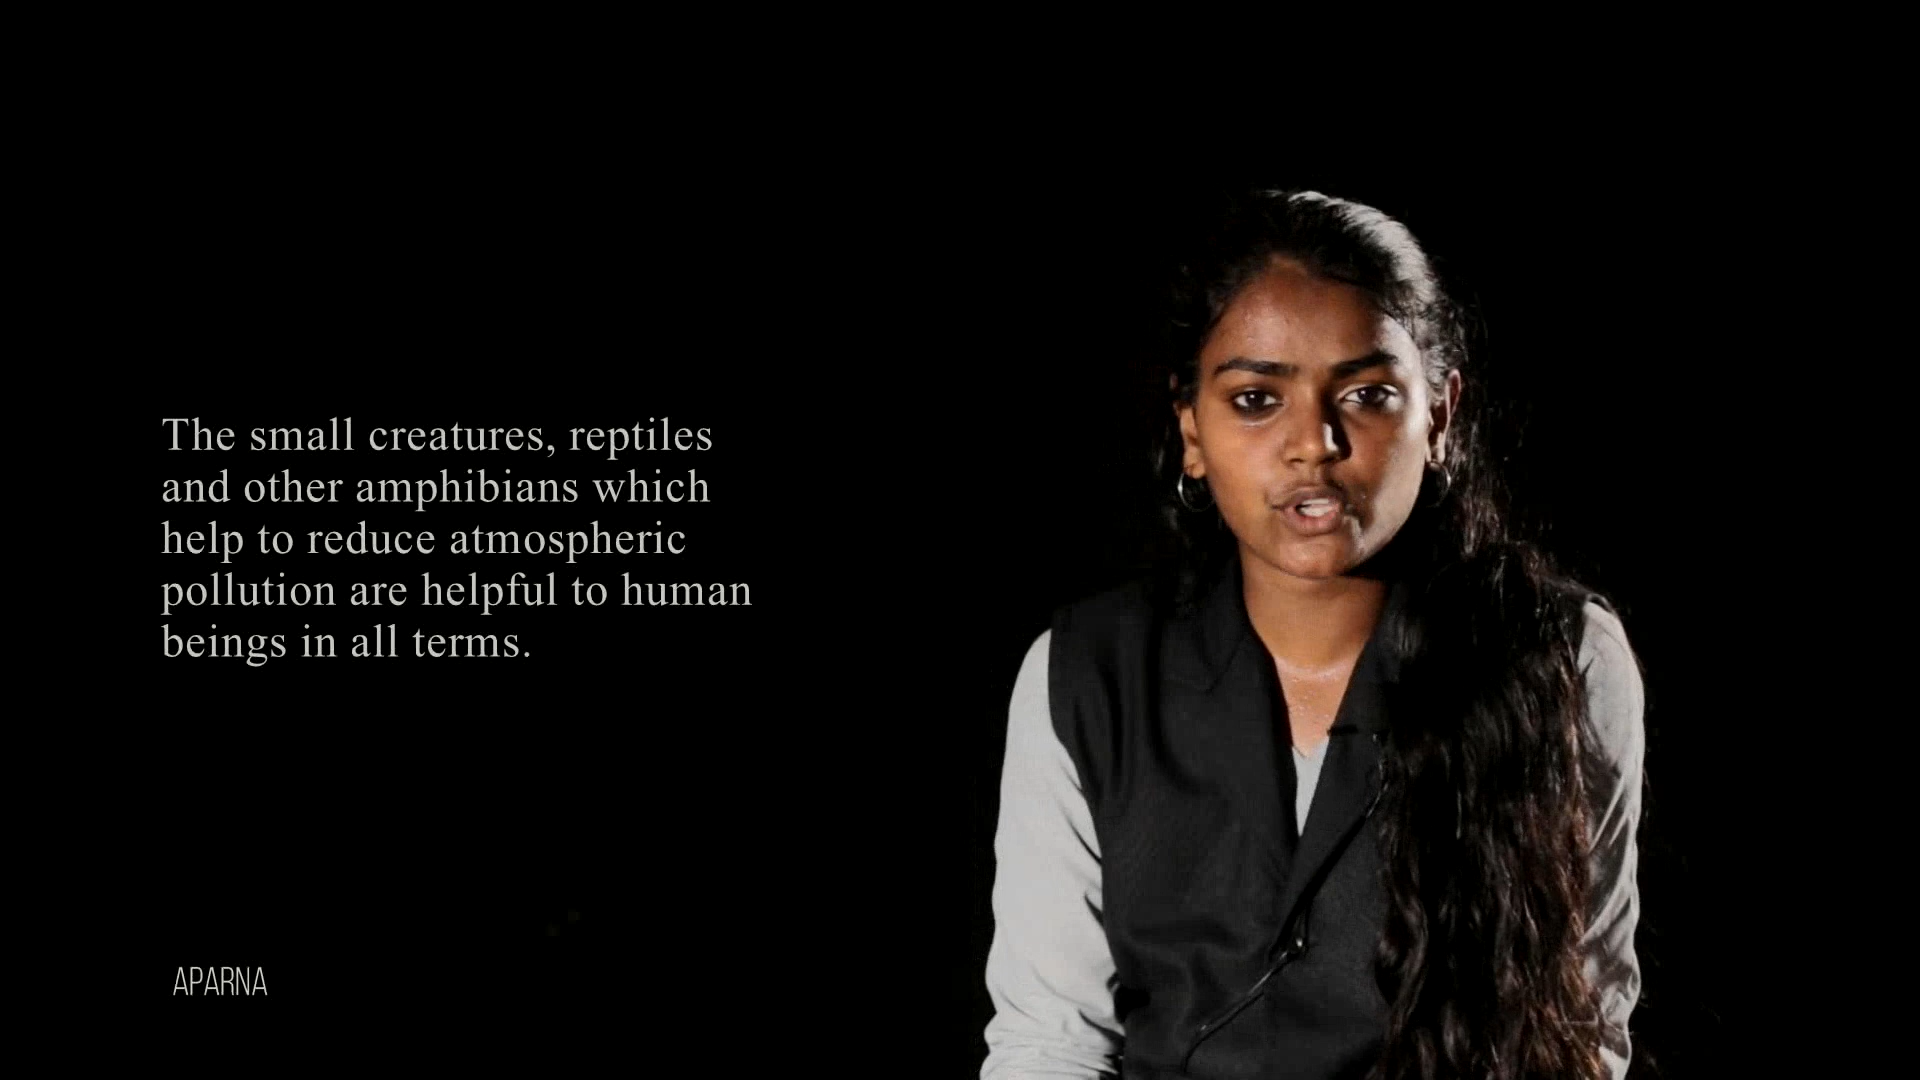 The small creatures, reptiles
and other amphibians which
help to reduce atmospheric
pollution are helpful to human
beings in all terms.
APARNA